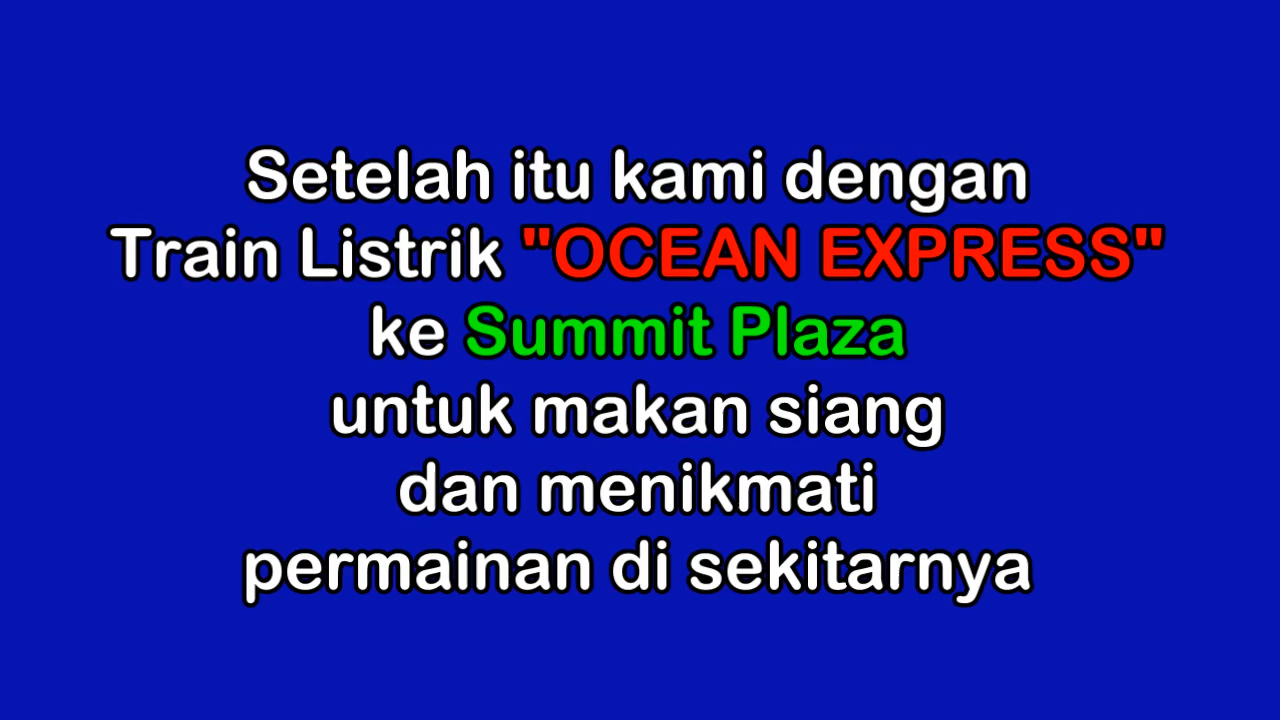 Setelah itu kami dengan
Train Listrik "OCEAN EXPRESS"
ke Summit Plaza
untuk makan siang
dan menikmati
permainan di sekitarnya